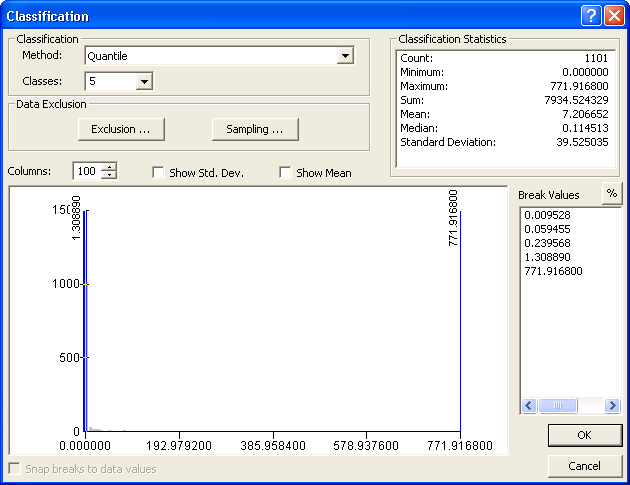 Classification
Classification
Method: Quantile
Classes: 5
Data Exclusion
Exclusion ...
Sampling ...
Classification Statistics
Count: 1101
Minimum: 0.000000
Maximum: 771.916800
Sum: 7934.524329
Mean: 7.206652
Median: 0.114513
Standard Deviation: 39.525035
Columns: 100
Show Std. Dev.
Show Mean
Break Values
%
0.009528
0.059455
0.239568
1.308890
771.916800
1500
1000
500
0
1.308890
771.916800
0.000000 192.979200 385.958400 578.937600 771.916800
Snap breaks to data values
OK
Cancel